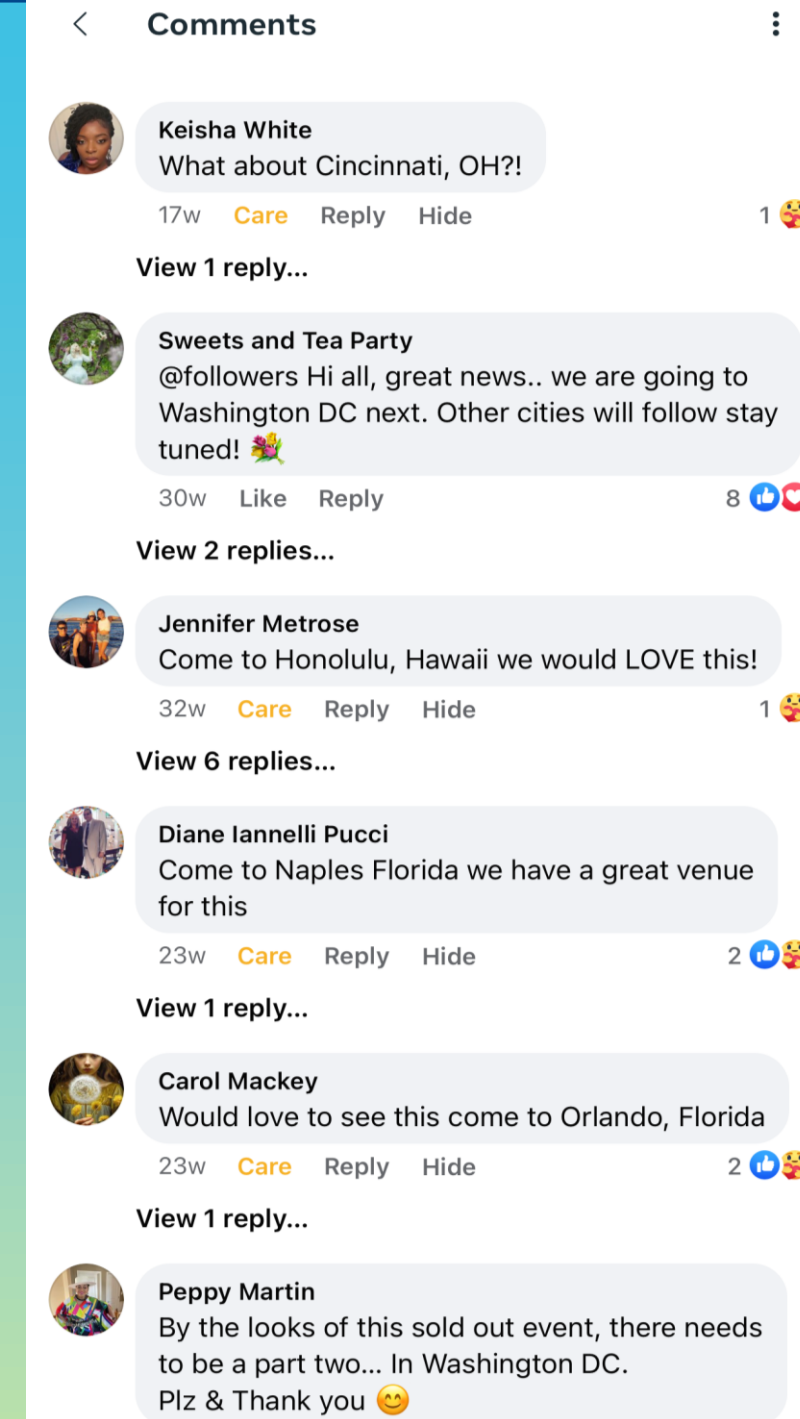 Comments
Keisha White
What about Cincinnati, OH?!
17w Care Reply Hide 1
View 1 reply...
Sweets and Tea Party
@followers Hi all, great news.. we are going to
Washington DC next. Other cities will follow stay
tuned! 💐
30w Like Reply 8
View 2 replies...
Jennifer Metrose
Come to Honolulu, Hawaii we would LOVE this!
32w Care Reply Hide 1
View 6 replies...
Diane Iannelli Pucci
Come to Naples Florida we have a great venue
for this
23w Care Reply Hide 2
View 1 reply...
Carol Mackey
Would love to see this come to Orlando, Florida
23w Care Reply Hide 2
View 1 reply...
Peppy Martin
By the looks of this sold out event, there needs
to be a part two... In Washington DC.
Plz & Thank you 😊